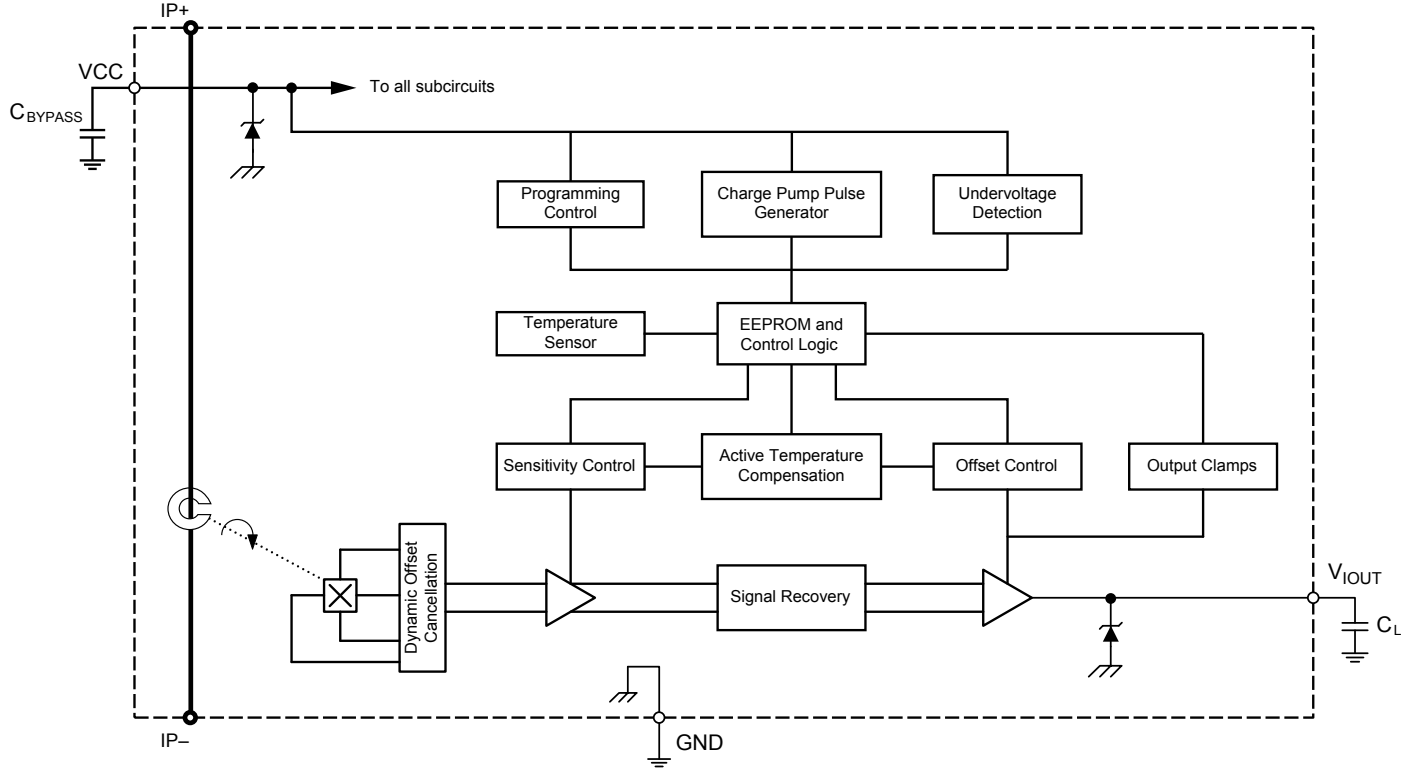 IP+
VCC
To all subcircuits
CBYPASS
Programming
Control
Charge Pump Pulse
Generator
Undervoltage
Detection
Temperature
Sensor
EEPROM and
Control Logic
Sensitivity Control
Active Temperature
Compensation
Offset Control
Output Clamps
Dynamic Offset
Cancellation
Signal Recovery
VIOUT
CL
IP–
GND